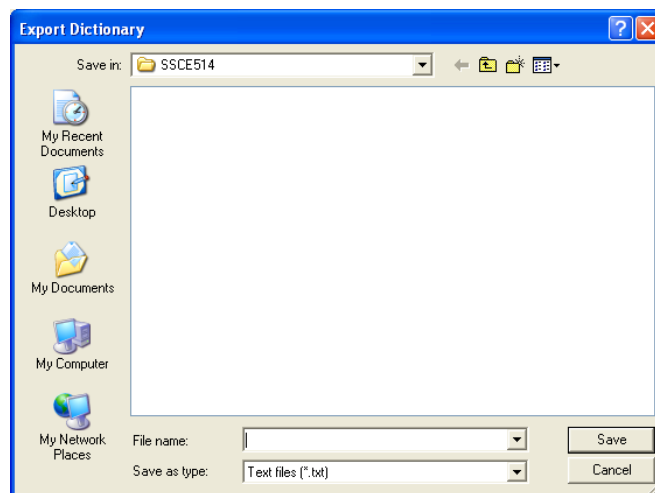 Export Dictionary
Save in:
SSCE514
My Recent
Documents
Desktop
My Documents
My Computer
My Network
Places
File name:
Save
Save as type:
Text files (*.txt)
Cancel